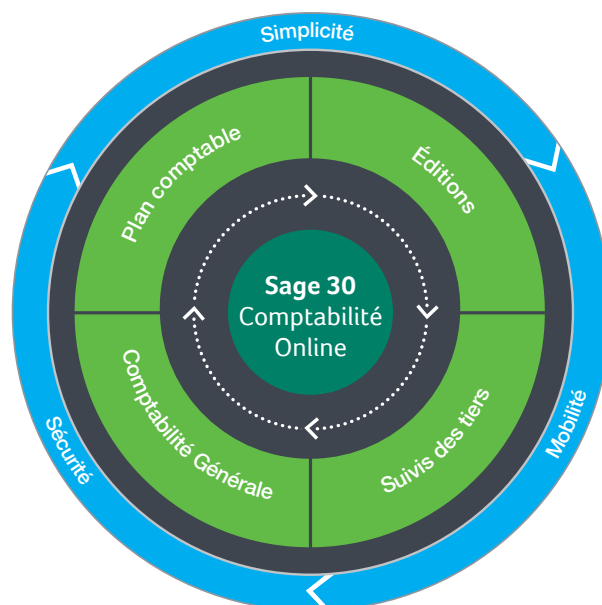 Simplicité
Plan comptable
Éditions
Sage 30
Comptabilité
Online
Comptabilité Générale
Suivis des tiers
Sécurité
Mobilité